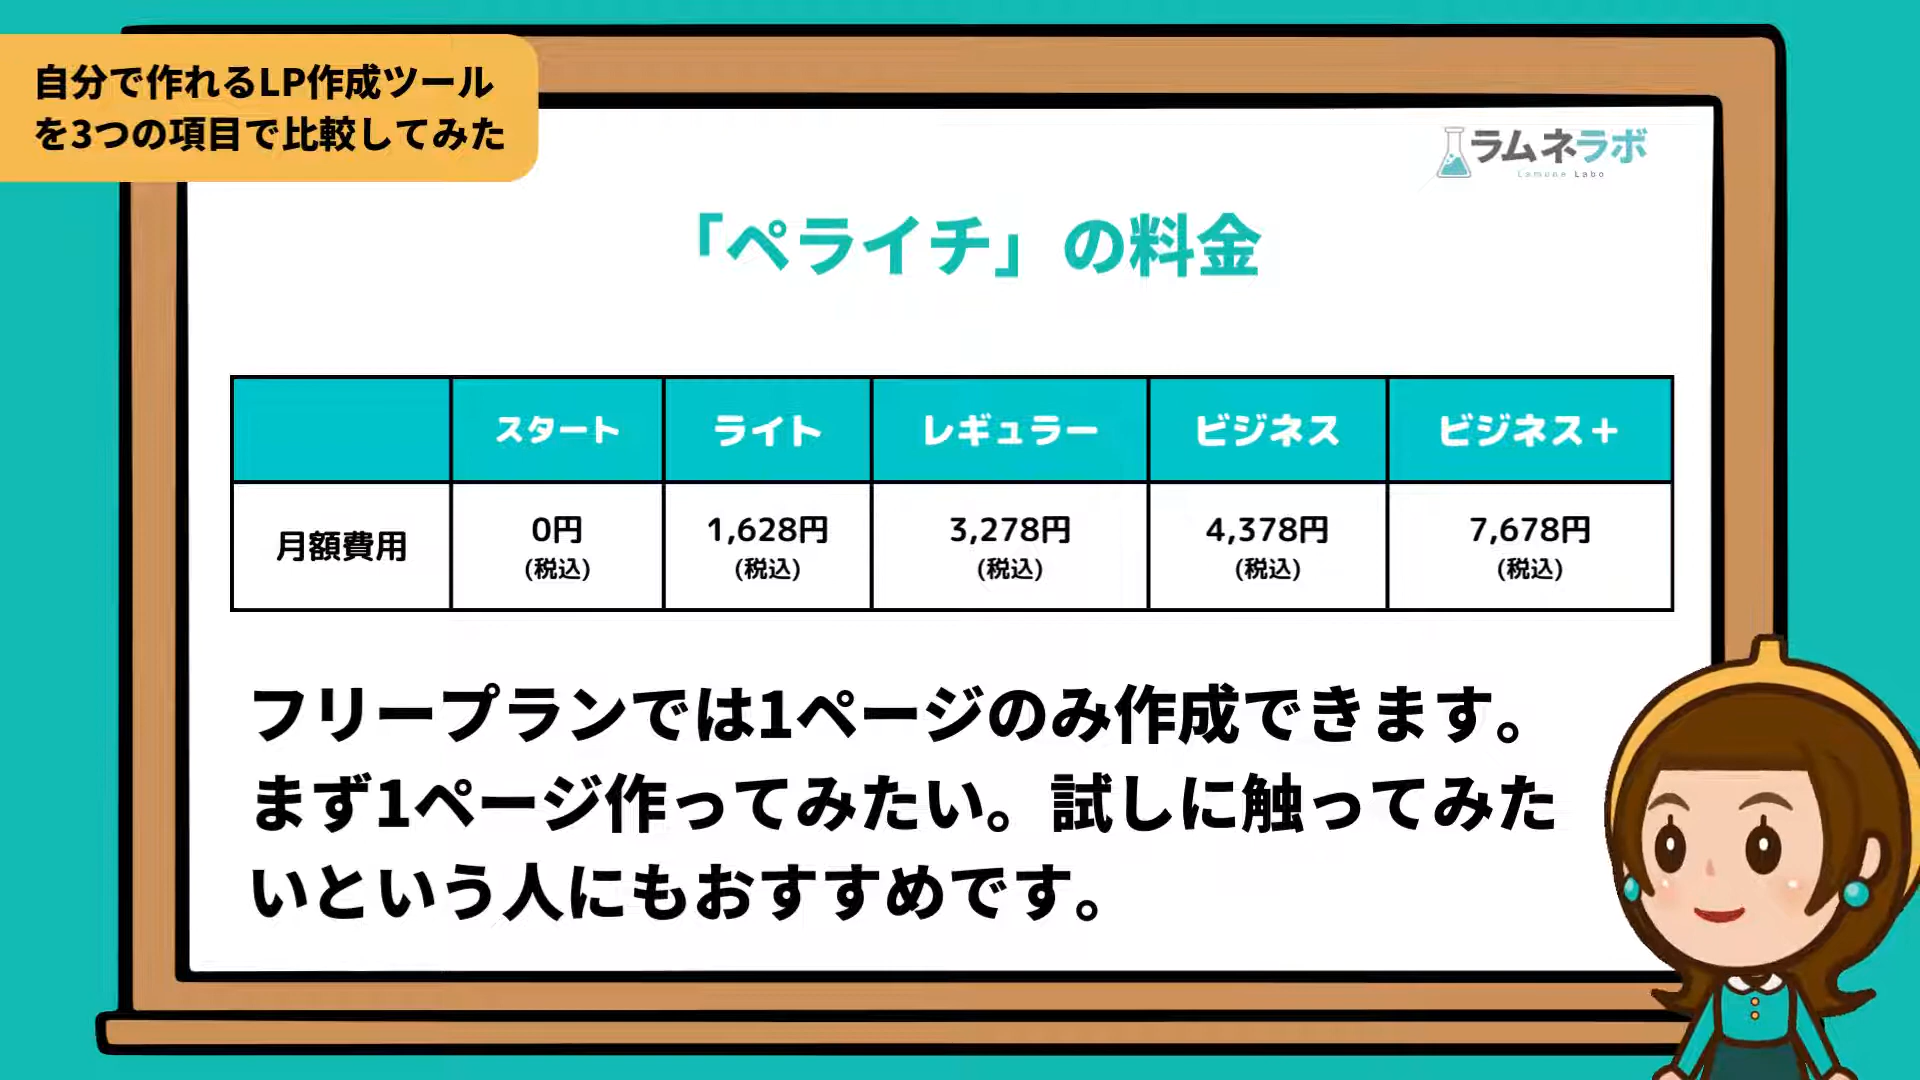 自分で作れるLP作成ツール
を3つの項目で比較してみた
ラムネラボ
Lamune Labo
「ペライチ」の料金
スタート ライト レギュラー ビジネス ビジネス＋
月額費用 0円 1,628円 3,278円 4,378円 7,678円
(税込) (税込) (税込) (税込) (税込)
フリープランでは1ページのみ作成できます。
まず1ページ作ってみたい。試しに触ってみた
いという人にもおすすめです。